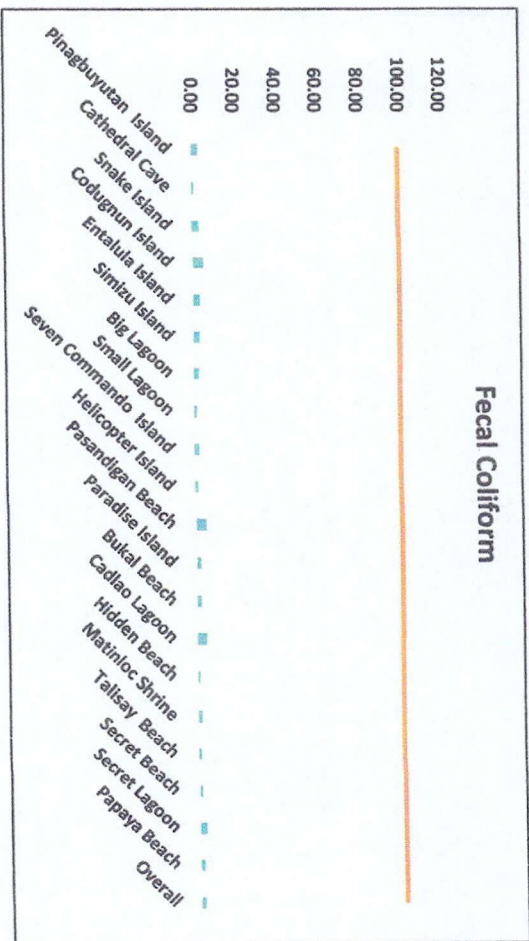 Fecal Coliform
120.00
100.00
80.00
60.00
40.00
20.00
0.00
Pinagbuyutan Island
Cathedral Cave
Snake Island
Codugnun Island
Entalula Island
Simizu Island
Big Lagoon
Small Lagoon
Seven Commando Island
Helicopter Island
Pasandigan Beach
Paradise Island
Bukal Beach
Cadlao Lagoon
Hidden Beach
Matinloc Shrine
Talisay Beach
Secret Beach
Secret Lagoon
Papaya Beach
Overall